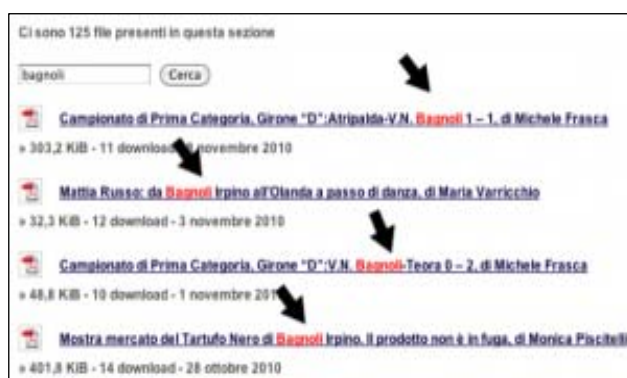 Ci sono 125 file presenti in questa sezione
bagnoli Cerca
Campionato di Prima Categoria, Girone "D":Atripalda-V.N. Bagnoli 1 – 1, di Michele Frasca
» 303,2 KiB - 11 download - novembre 2010
Mattia Russo: da Bagnoli Irpino all'Olanda a passo di danza, di Maria Varricchio
» 32,3 KiB - 12 download - 3 novembre 2010
Campionato di Prima Categoria, Girone "D":V.N. Bagnoli-Teora 0 – 2, di Michele Frasca
» 48,8 KiB - 10 download - 1 novembre
Mostra mercato del Tartufo Nero di Bagnoli Irpino. Il prodotto non è in fuga, di Monica Piscitelli
» 401,8 KiB - 14 download - 28 ottobre 2010